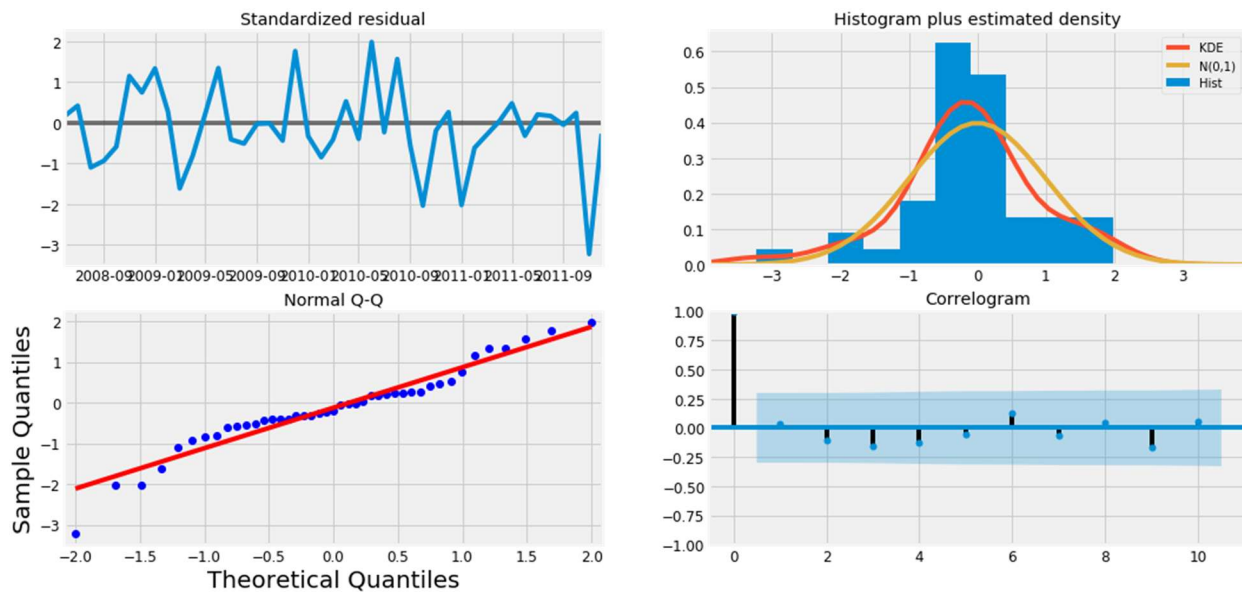 Standardized residual
2
1
0
−1
−2
−3
2008-09 2009-01 2009-05 2009-09 2010-01 2010-05 2010-09 2011-01 2011-05 2011-09
Histogram plus estimated density
KDE
N(0,1)
Hist
0.6
0.5
0.4
0.3
0.2
0.1
0.0
−3 −2 −1 0 1 2 3
Normal Q-Q
Sample Quantiles
2
1
0
−1
−2
−3
−2.0 −1.5 −1.0 −0.5 0.0 0.5 1.0 1.5 2.0
Theoretical Quantiles
Correlogram
1.00
0.75
0.50
0.25
0.00
−0.25
−0.50
−0.75
−1.00
0 2 4 6 8 10